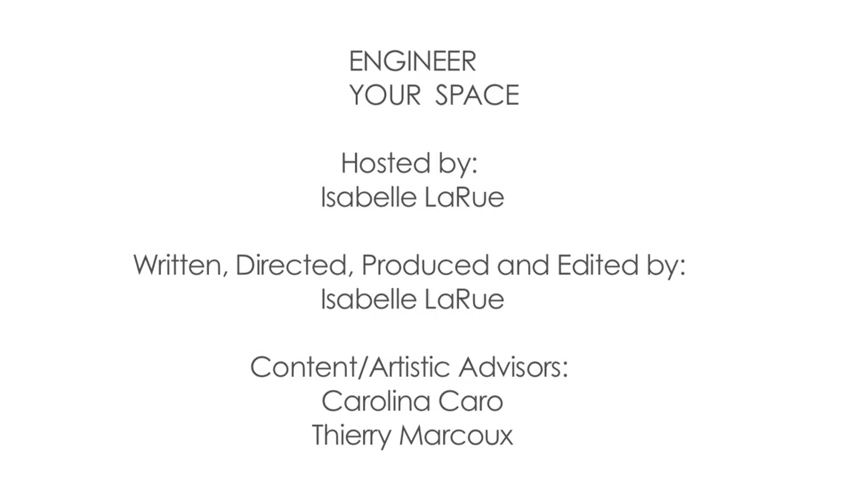 ENGINEER
YOUR SPACE
Hosted by:
Isabelle LaRue
Written, Directed, Produced and Edited by:
Isabelle LaRue
Content/Artistic Advisors:
Carolina Caro
Thierry Marcoux